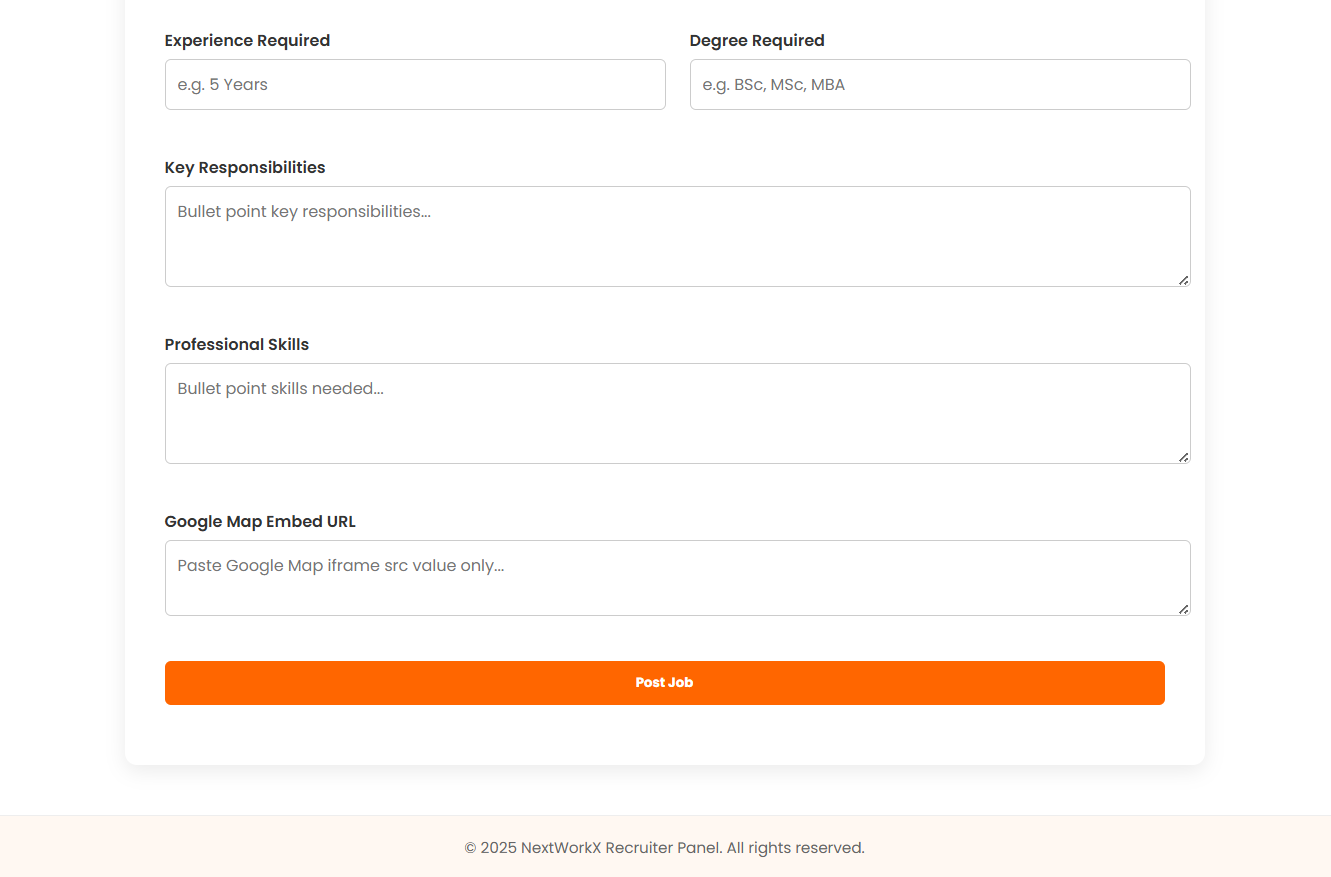 Experience Required
Degree Required
e.g. 5 Years
e.g. BSc, MSc, MBA
Key Responsibilities
Bullet point key responsibilities...
Professional Skills
Bullet point skills needed...
Google Map Embed URL
Paste Google Map iframe src value only...
Post Job
© 2025 NextWorkX Recruiter Panel. All rights reserved.